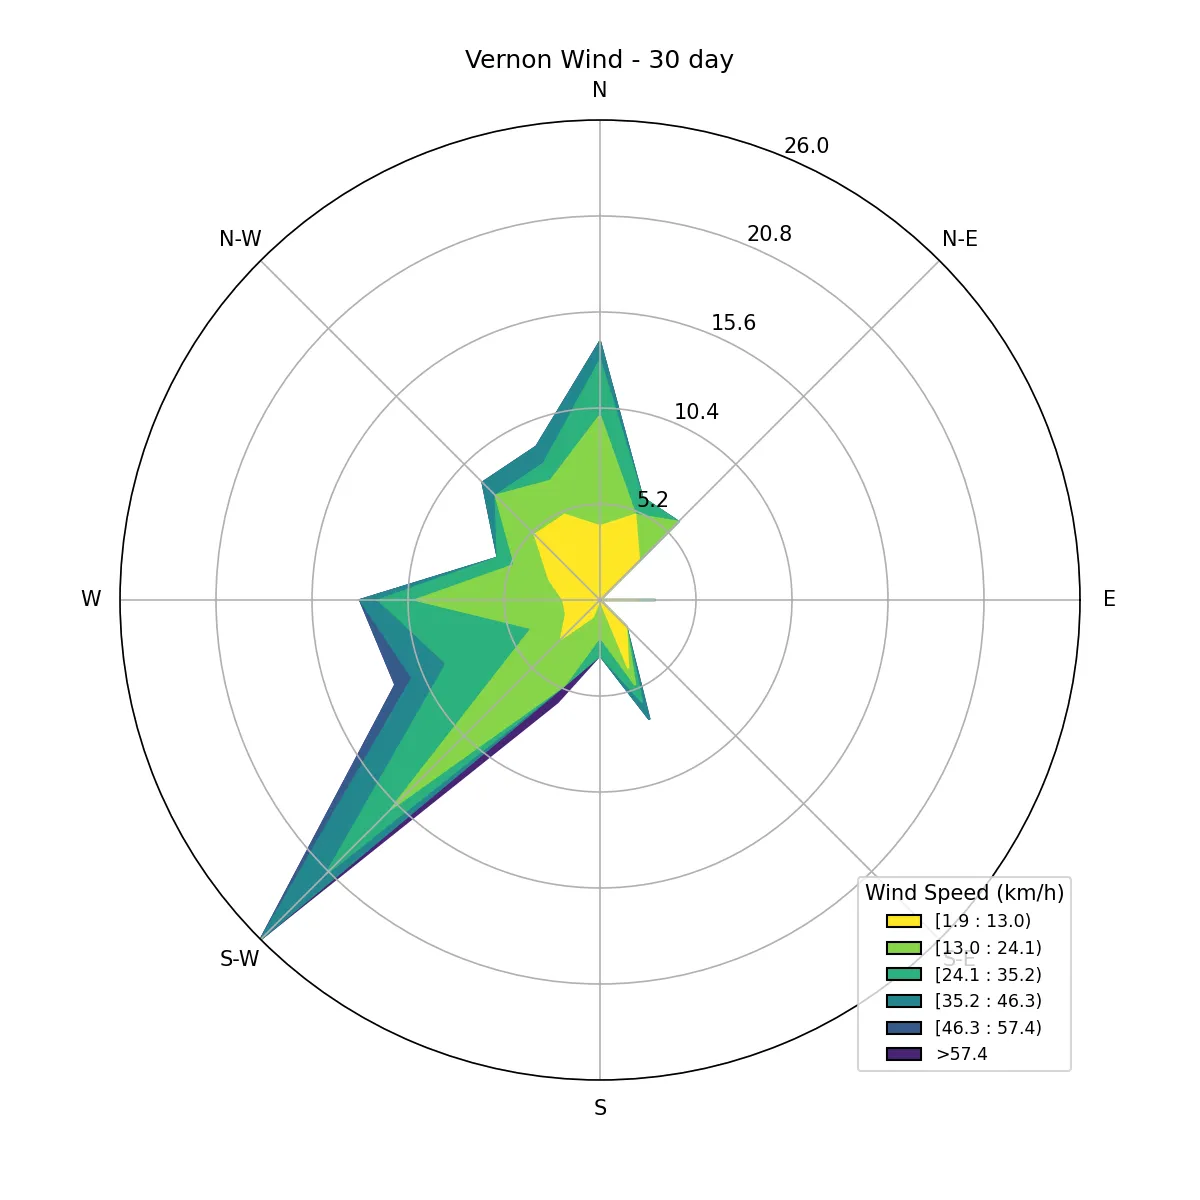 Vernon Wind - 30 day
N
26.0
N-W
N-E
20.8
15.6
10.4
5.2
W
E
S-W
S-E
Wind Speed (km/h)
[1.9 : 13.0)
[13.0 : 24.1)
[24.1 : 35.2)
[35.2 : 46.3)
[46.3 : 57.4)
>57.4
S